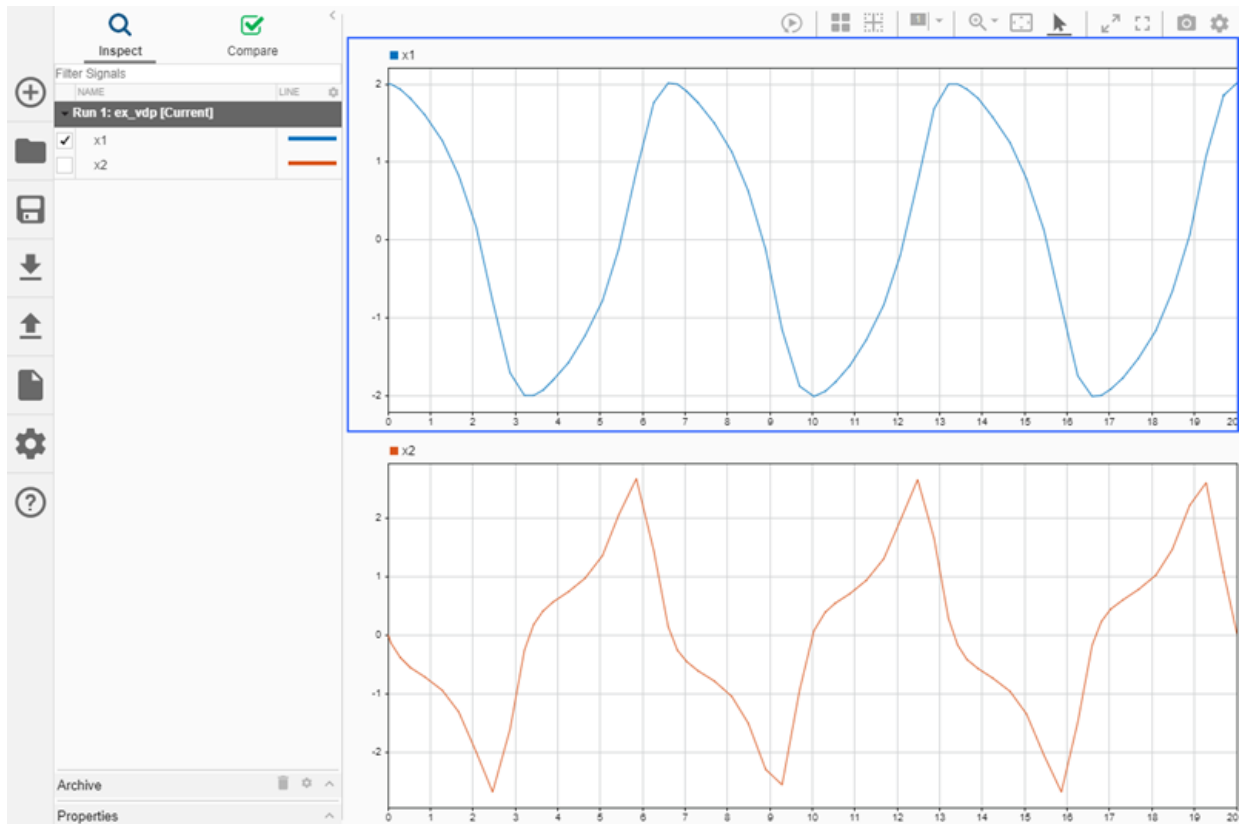 Inspect Compare
Filter Signals
NAME LINE
Run 1: ex_vdp [Current]
x1
x2
Archive
Properties
1
x1
2
1
0
-1
-2
0 1 2 3 4 5 6 7 8 9 10 11 12 13 14 15 16 17 18 19 20
x2
2
1
0
-1
-2
0 1 2 3 4 5 6 7 8 9 10 11 12 13 14 15 16 17 18 19 20